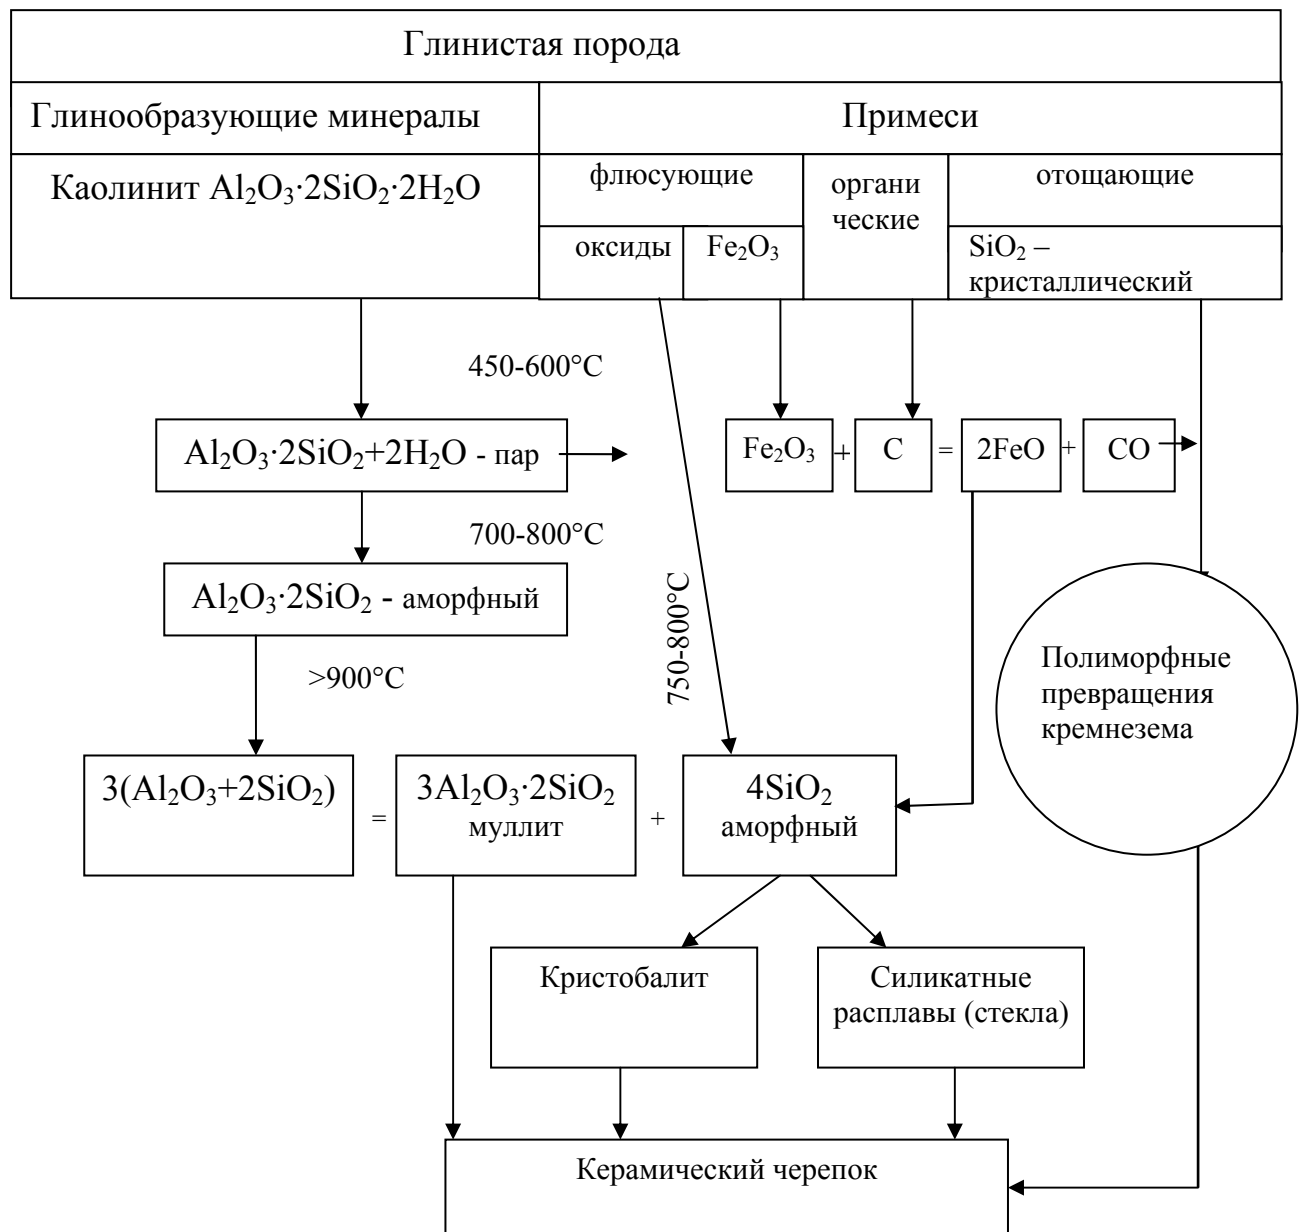 Глинистая порода
Глинообразующие минералы
Примеси
Каолинит Al₂O₃·2SiO₂·2H₂O
флюсующие
органи
ческие
отощающие
оксиды
Fe₂O₃
SiO₂ –
кристаллический
450-600°С
Al₂O₃·2SiO₂+2H₂O - пар
Fe₂O₃ + C = 2FeO + CO
700-800°С
Al₂O₃·2SiO₂ - аморфный
750-800°С
>900°С
Полиморфные
превращения
кремнезема
3(Al₂O₃+2SiO₂) = 3Al₂O₃·2SiO₂ + 4SiO₂
муллит
аморфный
Кристобалит
Силикатные
расплавы (стекла)
Керамический черепок